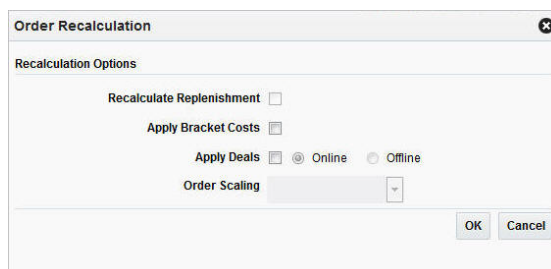 Order Recalculation
Recalculation Options
Recalculate Replenishment
Apply Bracket Costs
Apply Deals Online Offline
Order Scaling
OK Cancel